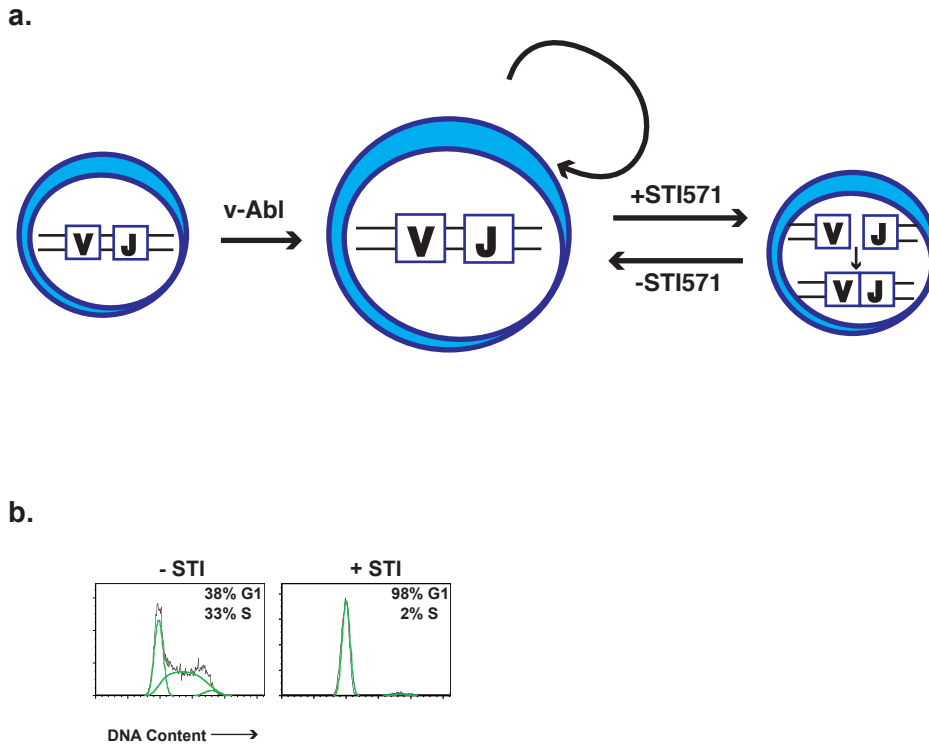 a.
v-Abl
+STI571
-STI571
V J
V J
V J
V J
b.
- STI
38% G1
33% S
+ STI
98% G1
2% S
DNA Content